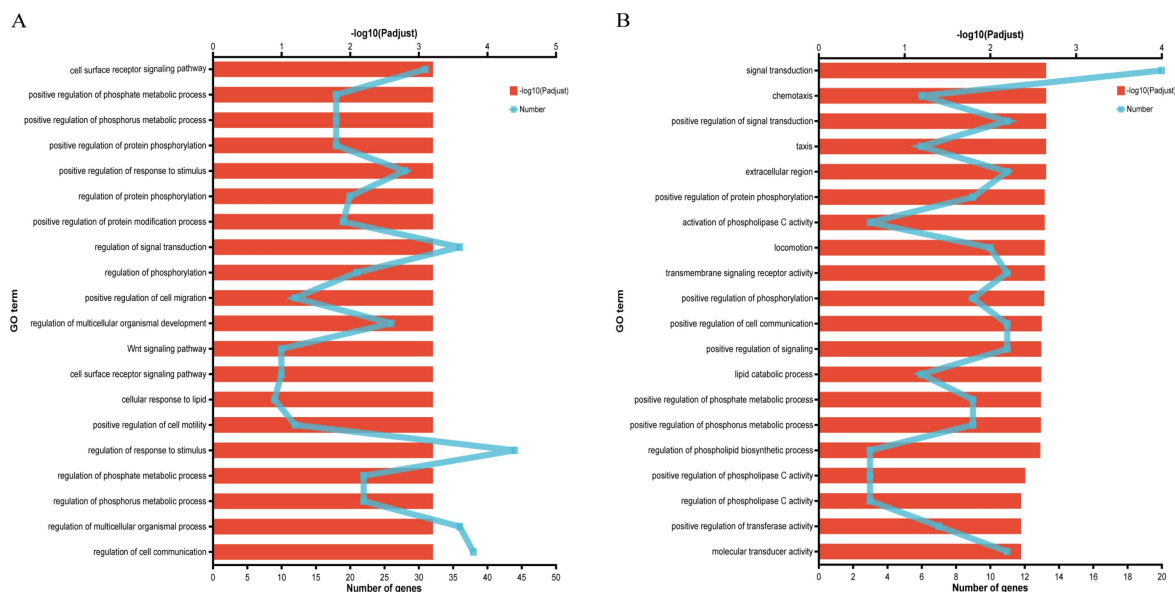 A
-log10(Padjust)
0 1 2 3 4 5
cell surface receptor signaling pathway
positive regulation of phosphate metabolic process
positive regulation of phosphorus metabolic process
positive regulation of protein phosphorylation
positive regulation of response to stimulus
regulation of protein phosphorylation
positive regulation of protein modification process
regulation of signal transduction
regulation of phosphorylation
positive regulation of cell migration
regulation of multicellular organismal development
Wnt signaling pathway
cell surface receptor signaling pathway
cellular response to lipid
positive regulation of cell motility
regulation of response to stimulus
regulation of phosphate metabolic process
regulation of phosphorus metabolic process
regulation of multicellular organismal process
regulation of cell communication
GO term
-log10(Padjust)
Number
0 5 10 15 20 25 30 35 40 45 50
Number of genes
B
-log10(Padjust)
0 1 2 3 4
signal transduction
chemotaxis
positive regulation of signal transduction
taxis
extracellular region
positive regulation of protein phosphorylation
activation of phospholipase C activity
locomotion
transmembrane signaling receptor activity
positive regulation of phosphorylation
positive regulation of cell communication
positive regulation of signaling
lipid catabolic process
positive regulation of phosphate metabolic process
positive regulation of phosphorus metabolic process
regulation of phospholipid biosynthetic process
positive regulation of phospholipase C activity
regulation of phospholipase C activity
positive regulation of transferase activity
molecular transducer activity
GO term
-log10(Padjust)
Number
0 2 4 6 8 10 12 14 16 18 20
Number of genes